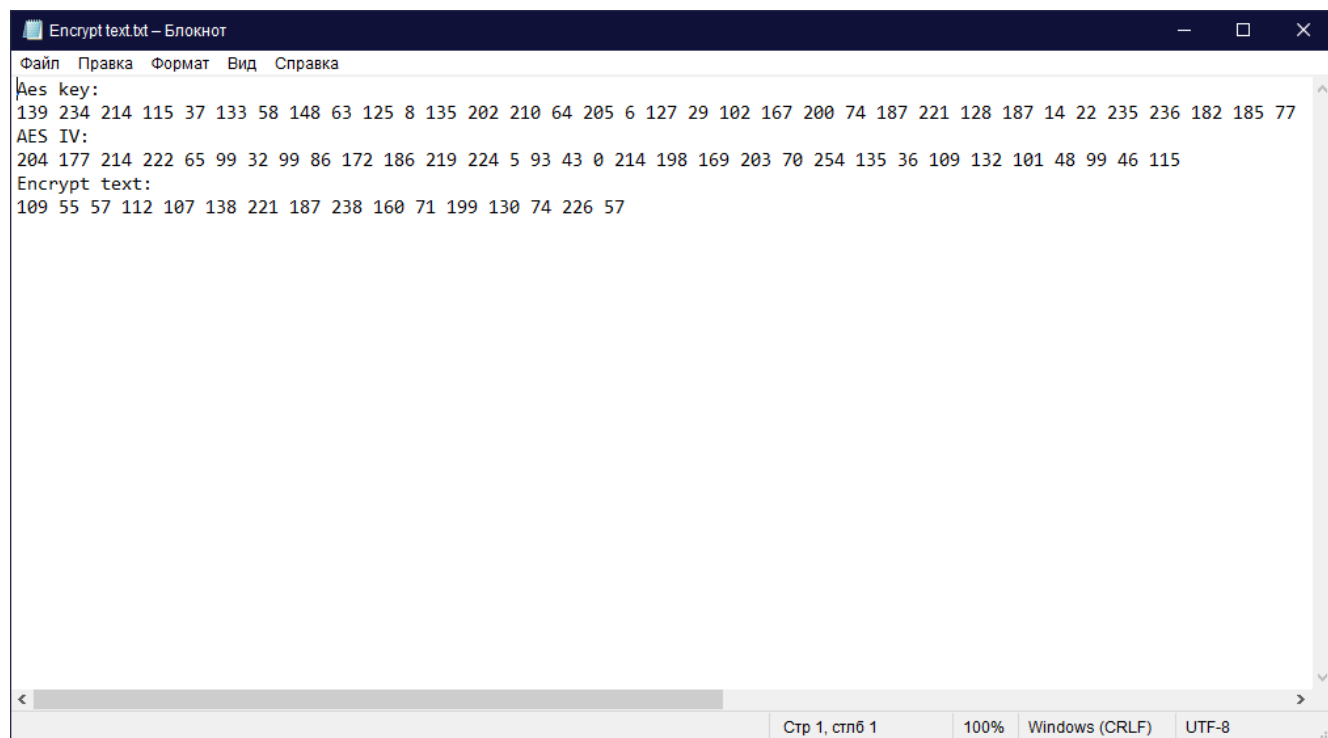 Encrypt text.txt – Блокнот
Файл Правка Формат Вид Справка
Aes key:
139 234 214 115 37 133 58 148 63 125 8 135 202 210 64 205 6 127 29 102 167 200 74 187 221 128 187 14 22 235 236 182 185 77
AES IV:
204 177 214 222 65 99 32 99 86 172 186 219 224 5 93 43 0 214 198 169 203 70 254 135 36 109 132 101 48 99 46 115
Encrypt text:
109 55 57 112 107 138 221 187 238 160 71 199 130 74 226 57
Стр 1, стлб 1 100% Windows (CRLF) UTF-8